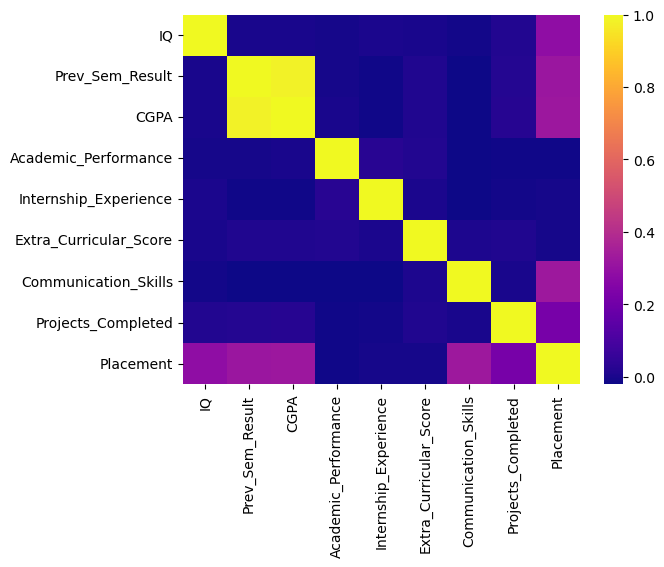 IQ
Prev_Sem_Result
CGPA
Academic_Performance
Internship_Experience
Extra_Curricular_Score
Communication_Skills
Projects_Completed
Placement
IQ
Prev_Sem_Result
CGPA
Academic_Performance
Internship_Experience
Extra_Curricular_Score
Communication_Skills
Projects_Completed
Placement
1.0
0.8
0.6
0.4
0.2
0.0